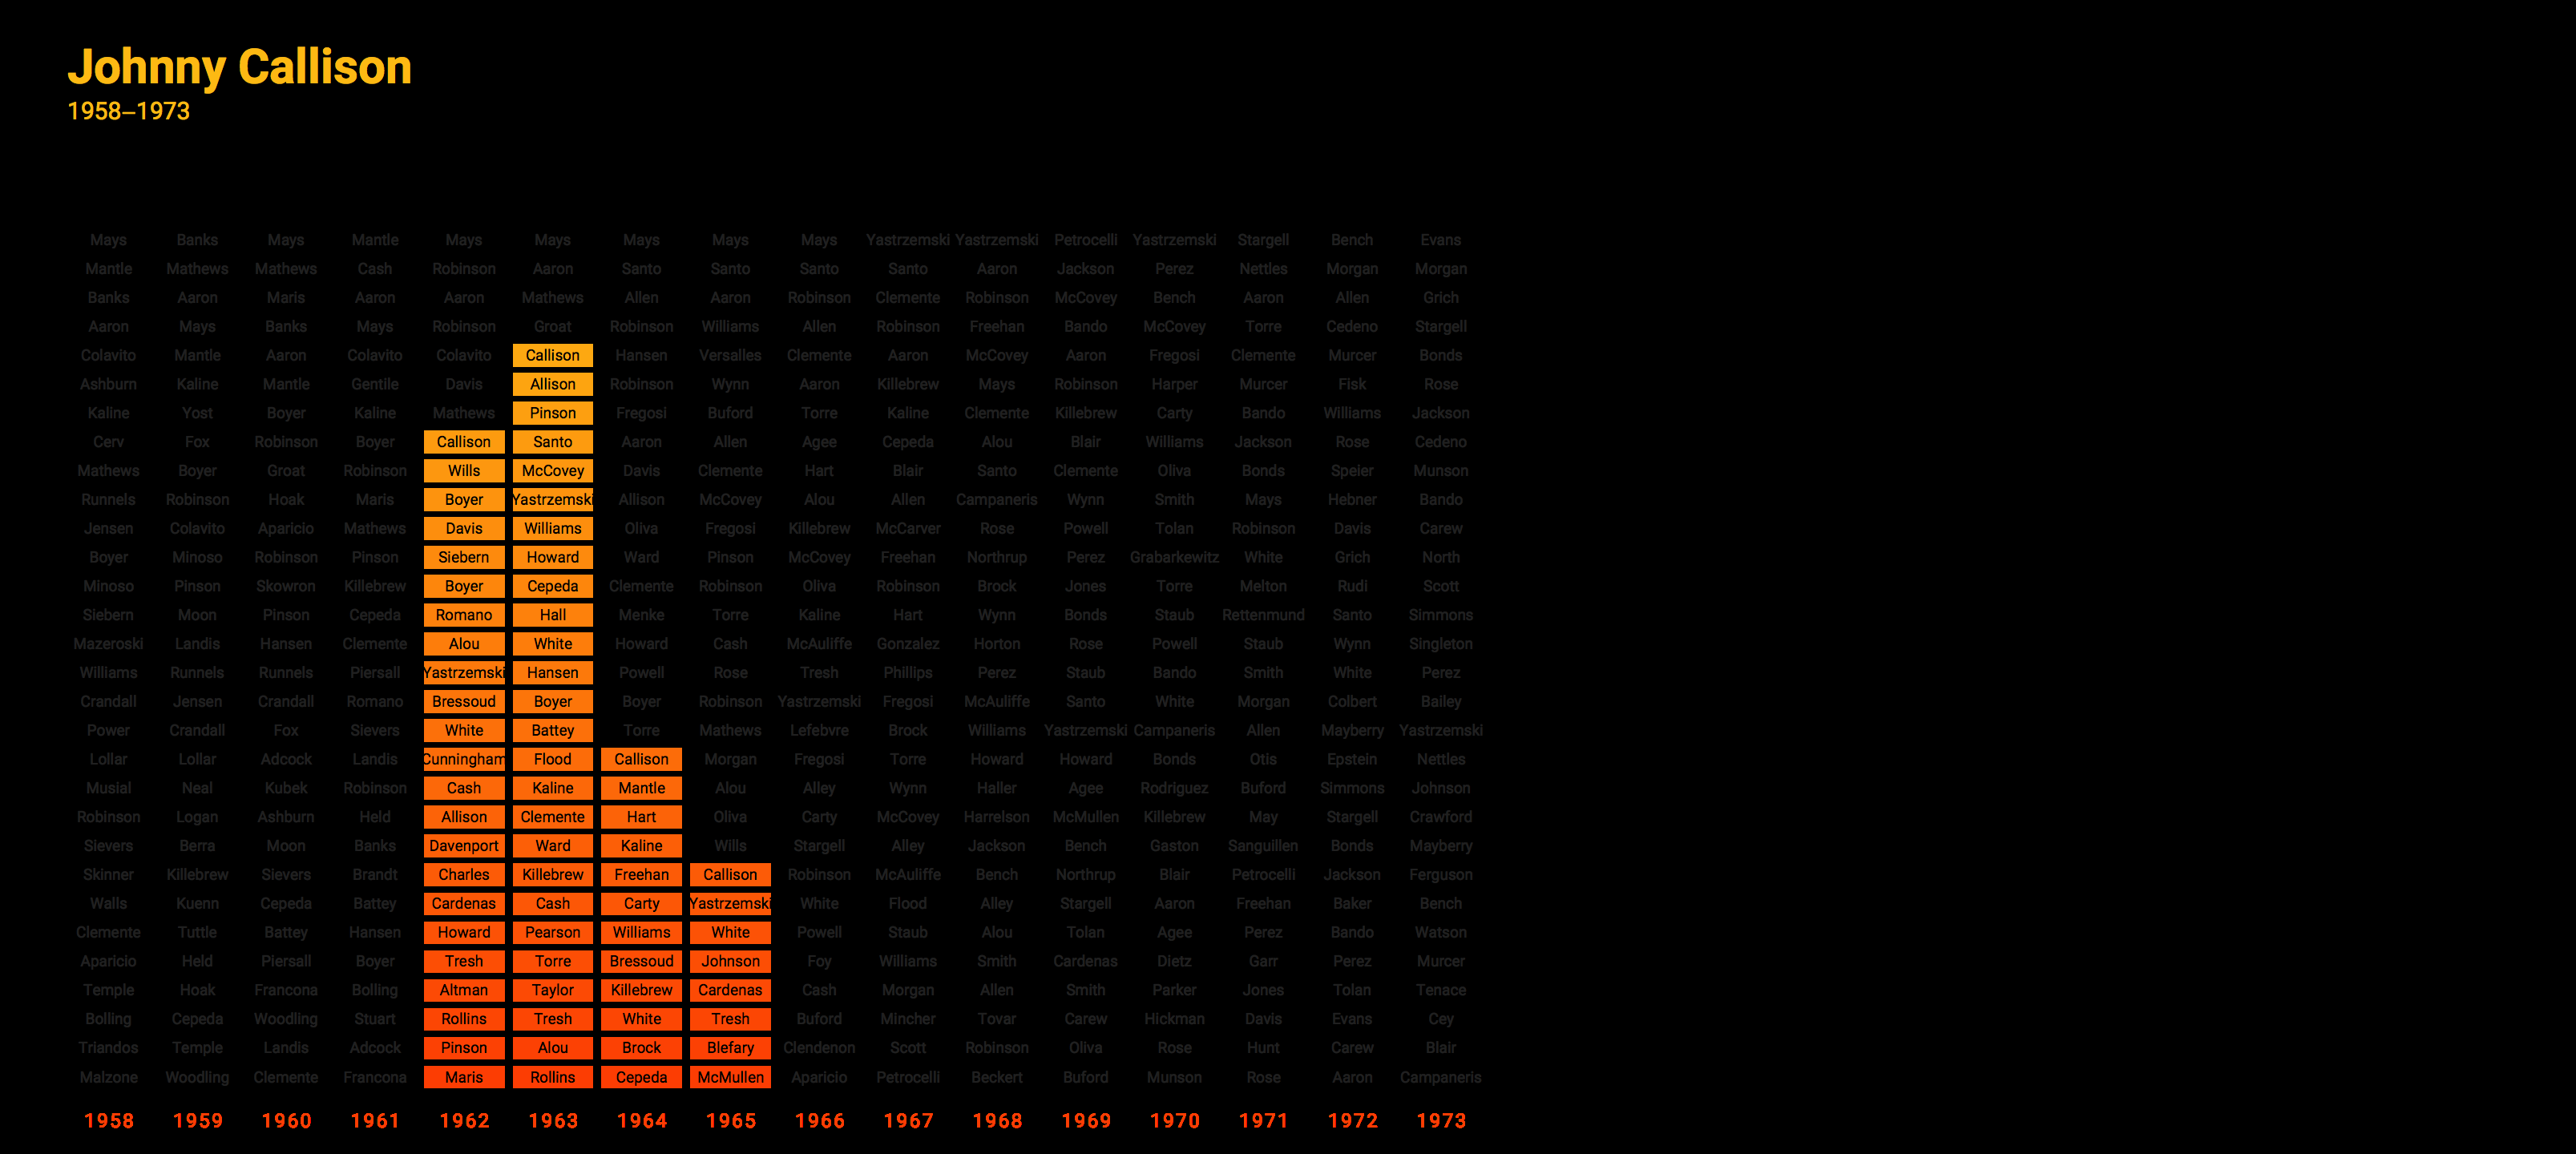 Johnny Callison
1958–1973
Mays Banks Mays Mantle Mays Mays Mays Mays Mays Yastrzemski Yastrzemski Petrocelli Yastrzemski Stargell Bench Evans
Mantle Mathews Mathews Cash Robinson Aaron Santo Santo Santo Santo Aaron Jackson Perez Nettles Morgan Morgan
Banks Aaron Maris Aaron Aaron Mathews Allen Aaron Robinson Clemente Robinson McCovey Bench Aaron Allen Grich
Aaron Mays Banks Mays Robinson Groat Robinson Williams Allen Robinson Freehan Bando McCovey Torre Cedeno Stargell
Colavito Mantle Aaron Colavito Colavito Callison Hansen Versalles Clemente Aaron McCovey Aaron Fregosi Clemente Murcer Bonds
Ashburn Kaline Mantle Gentile Davis Allison Robinson Wynn Aaron Killebrew Mays Robinson Harper Murcer Fisk Rose
Kaline Yost Boyer Kaline Mathews Pinson Fregosi Buford Torre Kaline Clemente Killebrew Carty Bando Williams Jackson
Cerv Fox Robinson Boyer Callison Santo Aaron Allen Agee Cepeda Alou Blair Williams Jackson Rose Cedeno
Mathews Boyer Groat Robinson Wills McCovey Davis Clemente Hart Blair Santo Clemente Oliva Bonds Speier Munson
Runnels Robinson Hoak Maris Boyer Yastrzemski Allison McCovey Alou Allen Campaneris Wynn Smith Mays Hebner Bando
Jensen Colavito Aparicio Mathews Davis Williams Oliva Fregosi Killebrew McCarver Rose Powell Tolan Robinson Davis Carew
Boyer Minoso Robinson Pinson Siebern Howard Ward Pinson McCovey Freehan Northrup Perez Grabarkewitz White Grich North
Minoso Pinson Skowron Killebrew Boyer Cepeda Clemente Robinson Oliva Robinson Brock Jones Torre Melton Rudi Scott
Siebern Moon Pinson Cepeda Romano Hall Menke Torre Kaline Hart Wynn Bonds Staub Rettenmund Santo Simmons
Mazeroski Landis Hansen Clemente Alou White Howard Cash McAuliffe Gonzalez Horton Rose Powell Staub Wynn Singleton
Williams Runnels Runnels Piersall Yastrzemski Hansen Powell Rose Tresh Phillips Perez Staub Bando Smith White Perez
Crandall Jensen Crandall Romano Bressoud Boyer Boyer Robinson Yastrzemski Fregosi McAuliffe Santo White Morgan Colbert Bailey
Power Crandall Fox Sievers White Battey Torre Mathews Lefebvre Brock Williams Yastrzemski Campaneris Allen Mayberry Yastrzemski
Lollar Lollar Adcock Landis Cunningham Flood Callison Morgan Fregosi Torre Howard Howard Bonds Otis Epstein Nettles
Musial Neal Kubek Robinson Cash Kaline Mantle Alou Alley Wynn Haller Agee Rodriguez Buford Simmons Johnson
Robinson Logan Ashburn Held Allison Clemente Hart Oliva Carty McCovey Harrelson McMullen Killebrew May Stargell Crawford
Sievers Berra Moon Banks Davenport Ward Kaline Wills Stargell Alley Jackson Bench Gaston Sanguillen Bonds Mayberry
Skinner Killebrew Sievers Brandt Charles Killebrew Freehan Callison Robinson McAuliffe Bench Northrup Blair Petrocelli Jackson Ferguson
Walls Kuenn Cepeda Battey Cardenas Cash Carty Yastrzemski White Flood Alley Stargell Aaron Freehan Baker Bench
Clemente Tuttle Battey Hansen Howard Pearson Williams White Powell Staub Alou Tolan Agee Perez Bando Watson
Aparicio Held Piersall Boyer Tresh Torre Bressoud Johnson Foy Williams Smith Cardenas Dietz Garr Perez Murcer
Temple Hoak Francona Bolling Altman Taylor Killebrew Cardenas Cash Morgan Allen Smith Parker Jones Tolan Tenace
Bolling Cepeda Woodling Stuart Rollins Tresh White Tresh Buford Mincher Tovar Carew Hickman Davis Evans Cey
Triandos Temple Landis Adcock Pinson Alou Brock Blefary Clendenon Scott Robinson Oliva Rose Hunt Carew Blair
Malzone Woodling Clemente Francona Maris Rollins Cepeda McMullen Aparicio Petrocelli Beckert Buford Munson Rose Aaron Campaneris
1958 1959 1960 1961 1962 1963 1964 1965 1966 1967 1968 1969 1970 1971 1972 1973